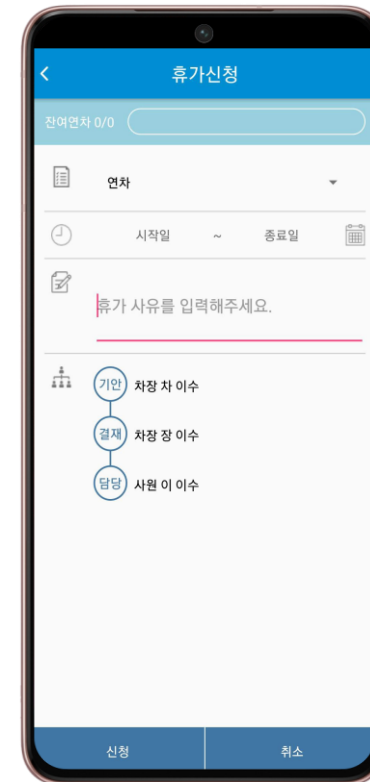 휴가신청
잔여연차 0/0
연차
시작일 ~ 종료일
휴가 사유를 입력해주세요.
기안 차장 차 이수
결재 차장 장 이수
담당 사원 이 이수
신청 취소